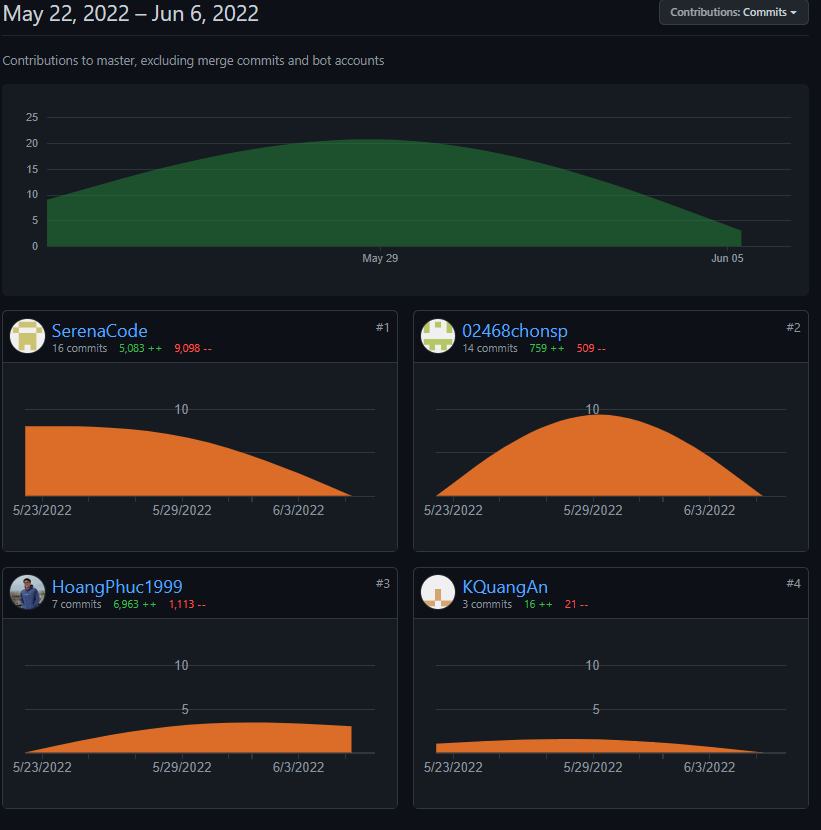 May 22, 2022 – Jun 6, 2022
Contributions: Commits
Contributions to master, excluding merge commits and bot accounts
25
20
15
10
5
0
May 29
Jun 05
SerenaCode
#1
16 commits 5,083 ++ 9,098 --
10
5/23/2022 5/29/2022 6/3/2022
02468chonsp
#2
14 commits 759 ++ 509 --
10
5/23/2022 5/29/2022 6/3/2022
HoangPhuc1999
#3
7 commits 6,963 ++ 1,113 --
10
5
5/23/2022 5/29/2022 6/3/2022
KQuangAn
#4
3 commits 16 ++ 21 --
10
5
5/23/2022 5/29/2022 6/3/2022